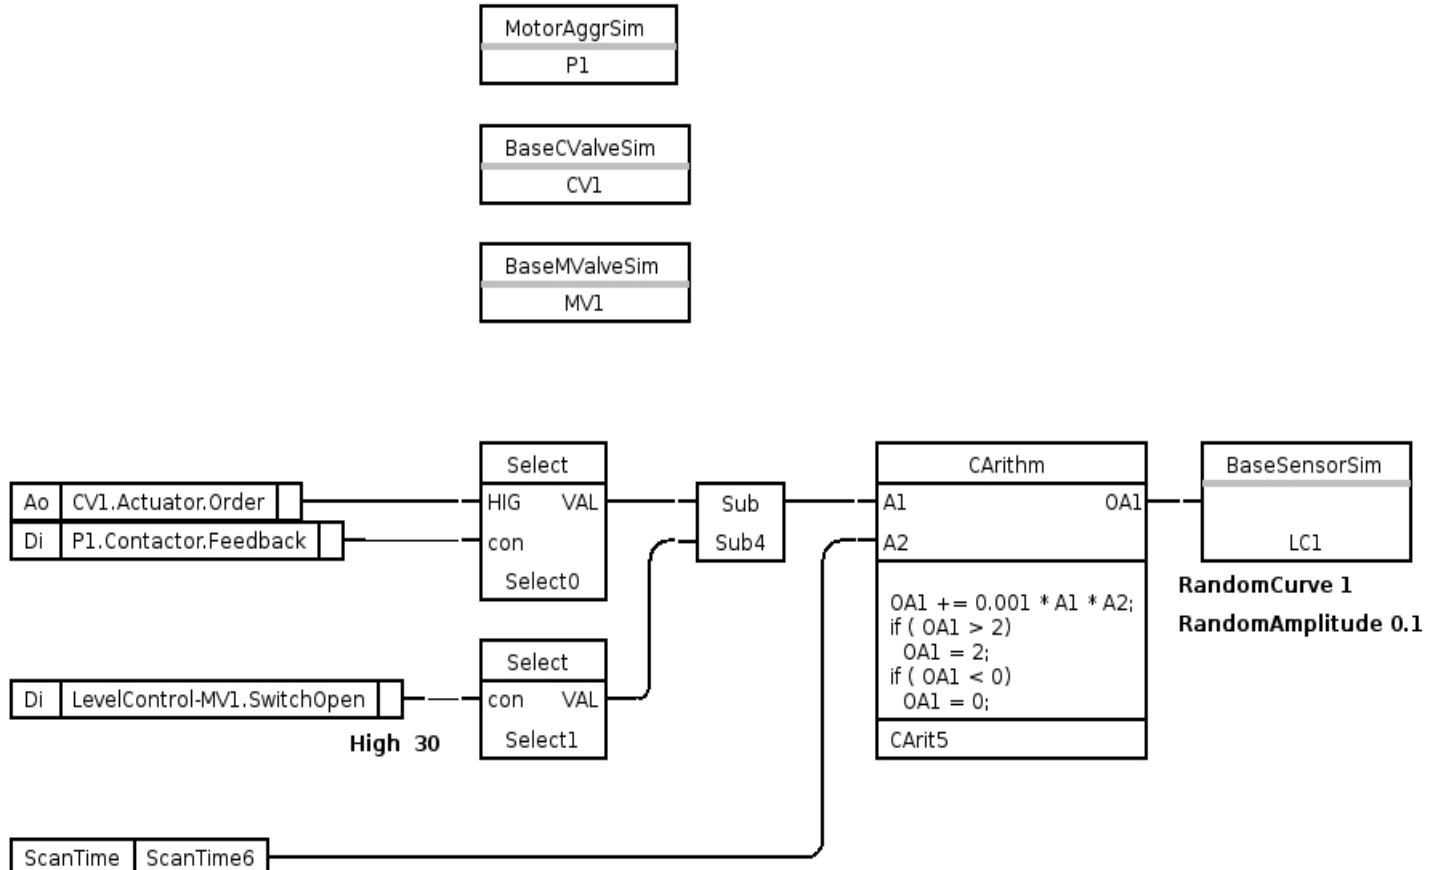 MotorAggrSim
P1
BaseCValveSim
CV1
BaseMValveSim
MV1
Select
CArithm
BaseSensorSim
Ao CV1.Actuator.Order
HIG VAL
Sub
A1 OA1
Di P1.Contactor.Feedback
con
Sub4
A2
LC1
Select0
RandomCurve 1
OA1 += 0.001 * A1 * A2;
RandomAmplitude 0.1
if ( OA1 > 2)
OA1 = 2;
if ( OA1 < 0)
OA1 = 0;
Select
Di LevelControl-MV1.SwitchOpen
con VAL
High 30
Select1
CArit5
ScanTime ScanTime6